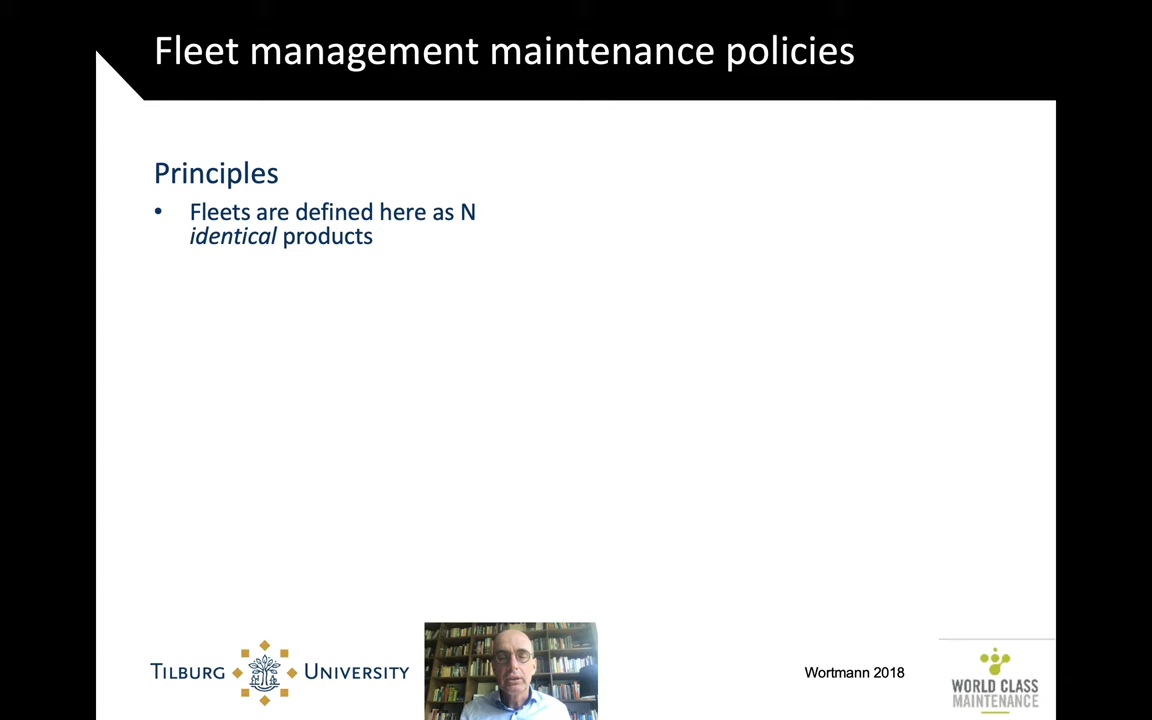 Fleet management maintenance policies
Principles
• Fleets are defined here as N
identical products
TILBURG UNIVERSITY
Wortmann 2018
WORLD CLASS
MAINTENANCE